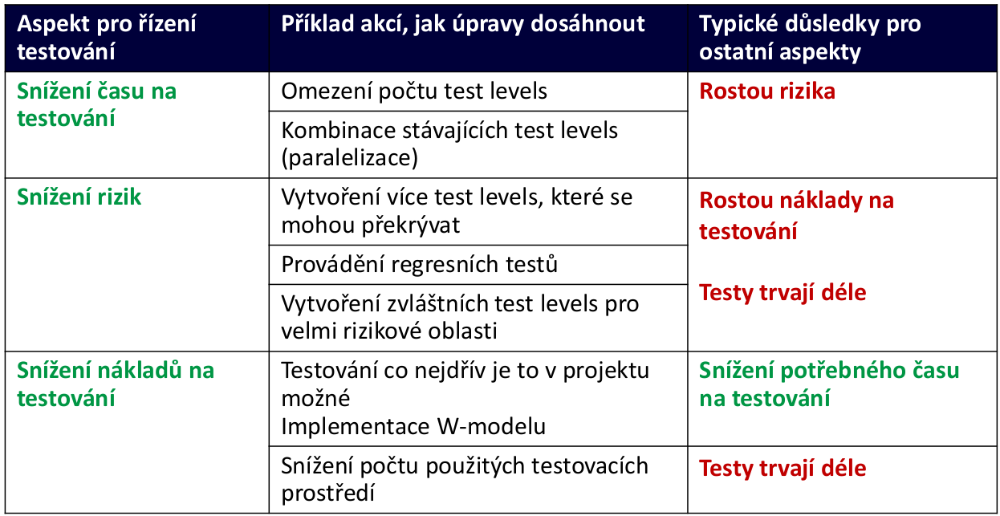 Aspekt pro řízení
testování
Příklad akcí, jak úpravy dosáhnout
Typické důsledky pro
ostatní aspekty
Snížení času na
testování
Omezení počtu test levels
Kombinace stávajících test levels
(paralelizace)
Rostou rizika
Snížení rizik
Vytvoření více test levels, které se
mohou překrývat
Provádění regresních testů
Vytvoření zvláštních test levels pro
velmi rizikové oblasti
Rostou náklady na
testování
Testy trvají déle
Snížení nákladů na
testování
Testování co nejdřív je to v projektu
možné
Implementace W-modelu
Snížení potřebného času
na testování
Snížení počtu použitých testovacích
prostředí
Testy trvají déle